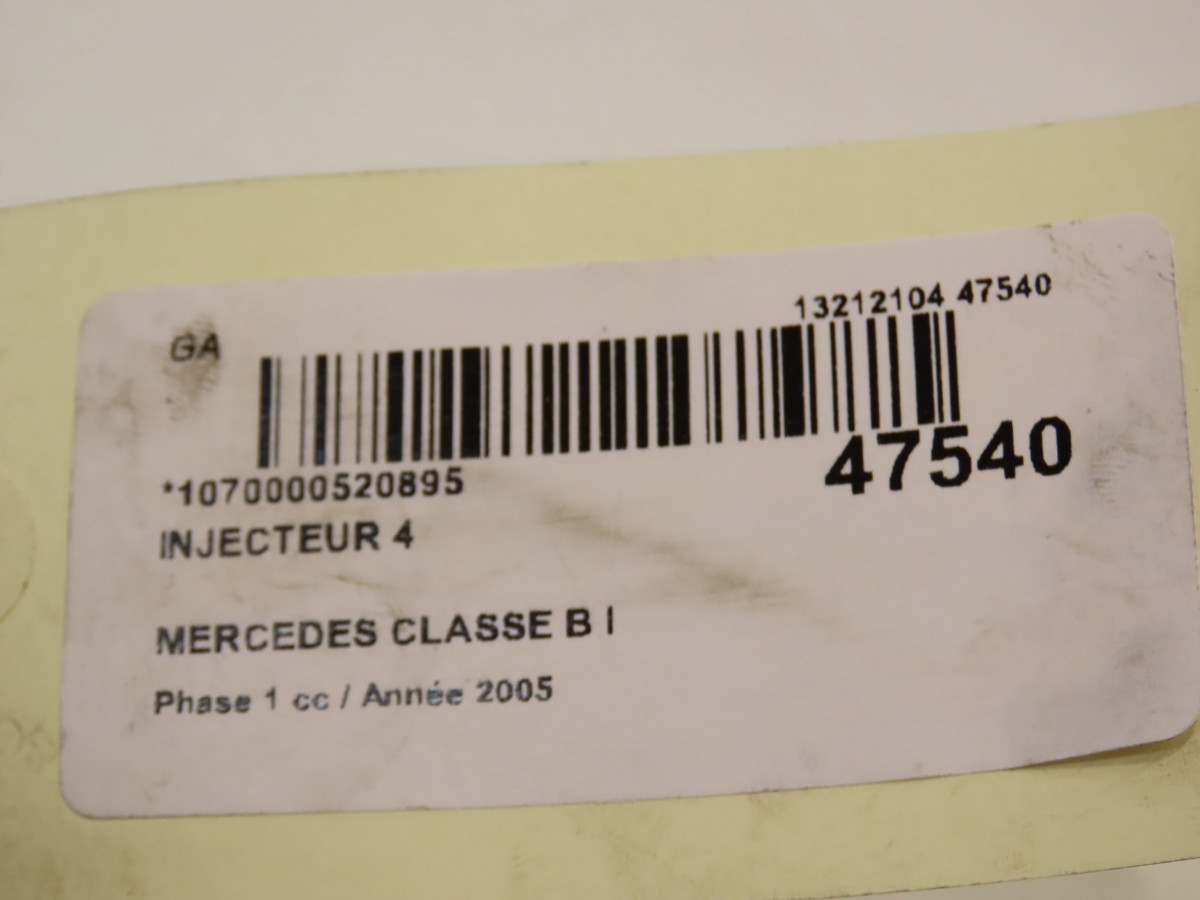 GA
13212104 47540
47540
*1070000520895
INJECTEUR 4
MERCEDES CLASSE B I
Phase 1 cc / Année 2005